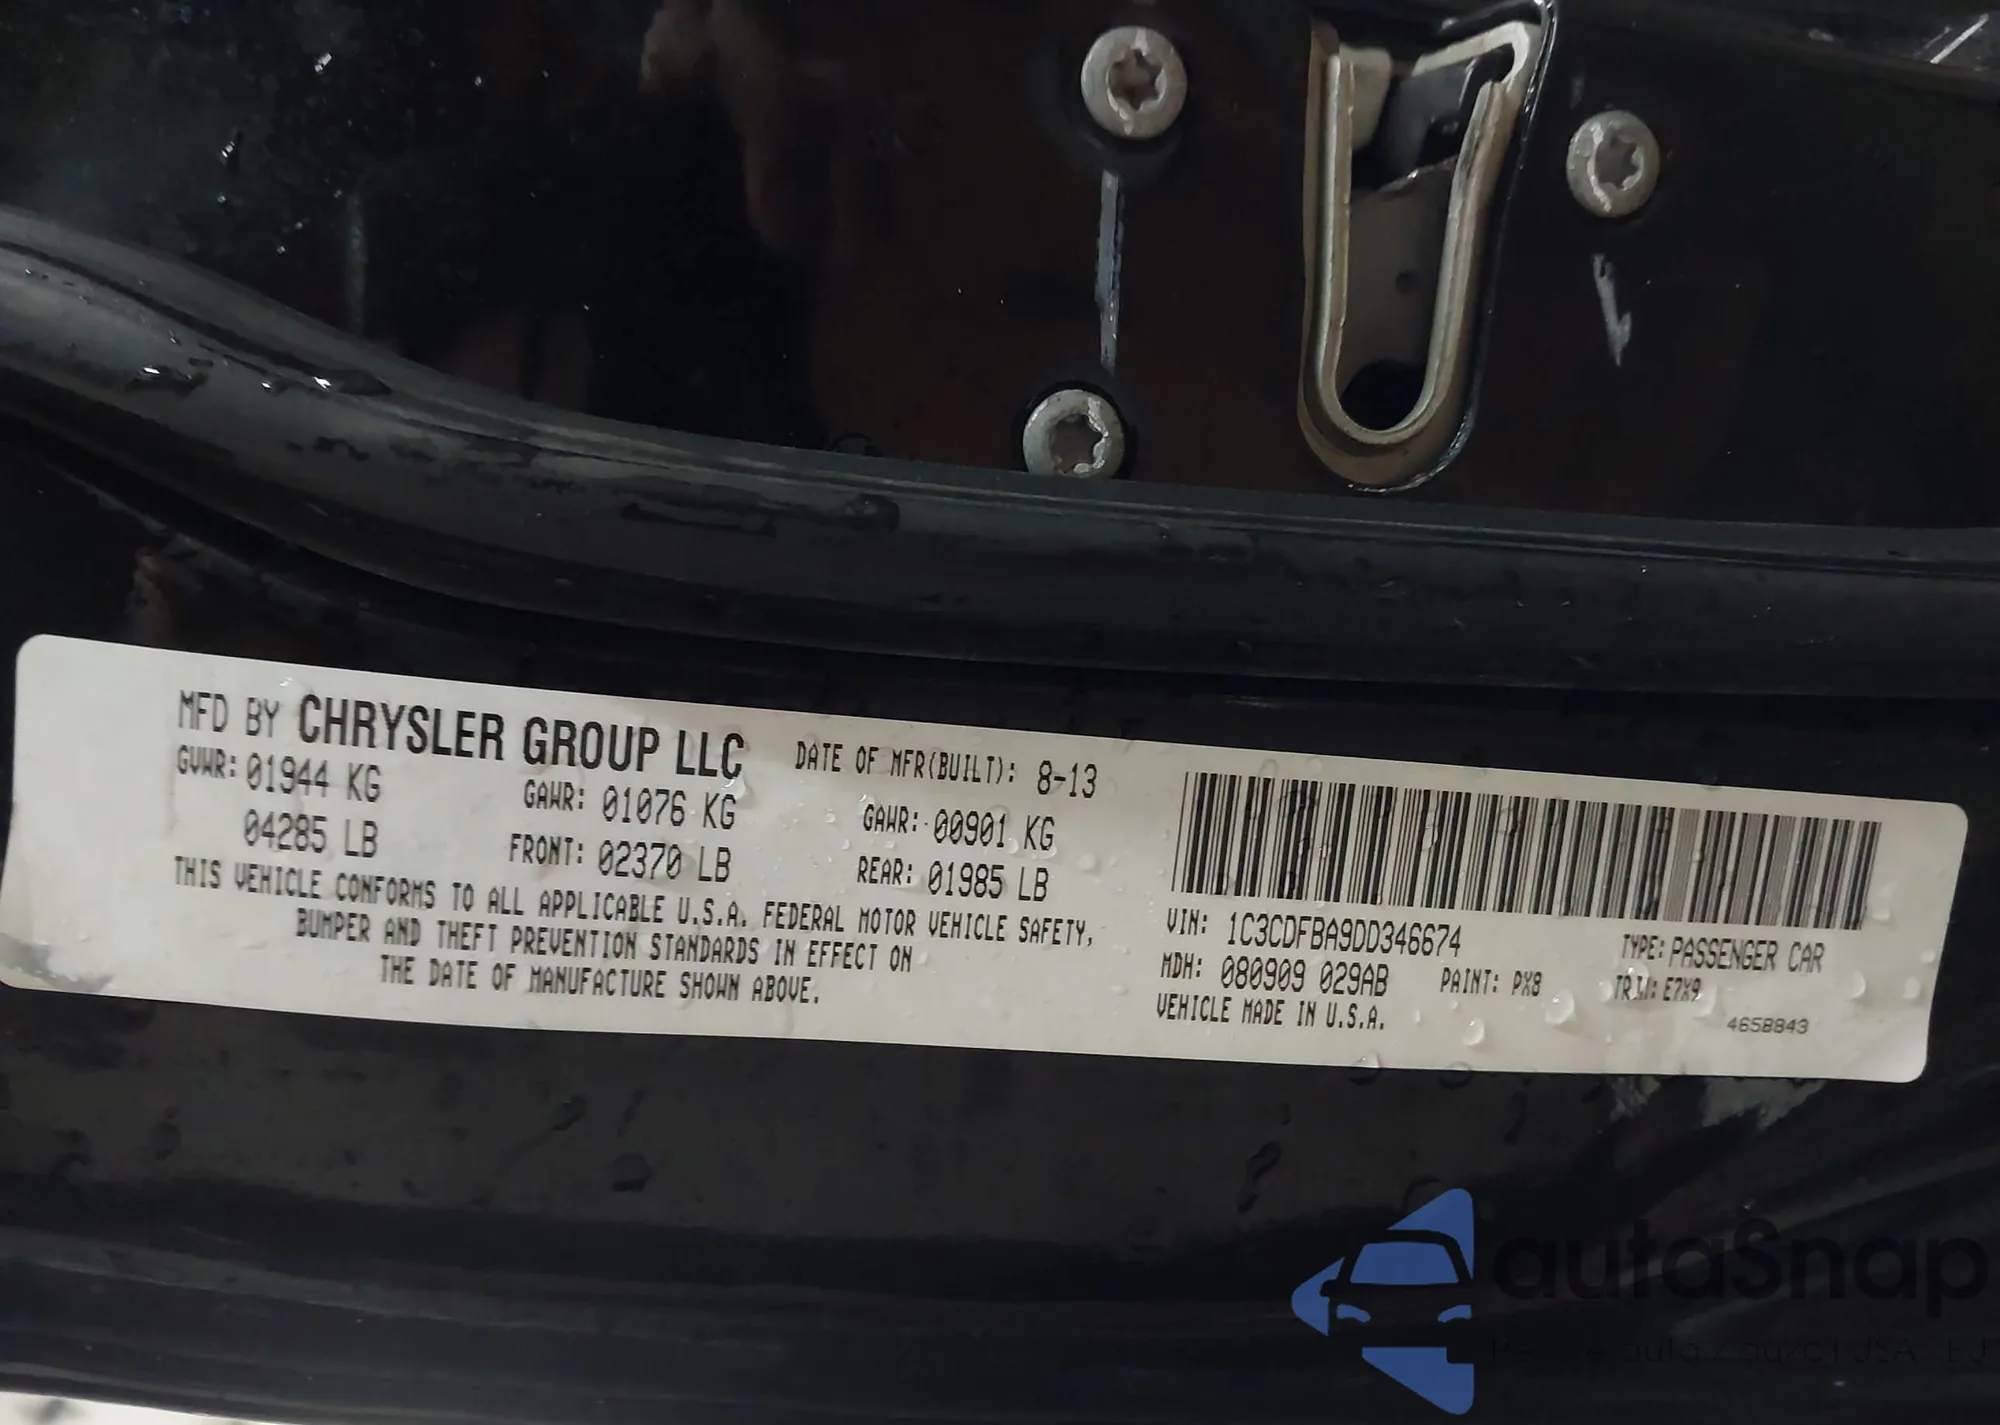 MFD BY CHRYSLER GROUP LLC
DATE OF MFR(BUILT): 8-13
GVWR: 01944 KG
04285 LB
GAWR: 01076 KG
FRONT: 02370 LB
GAWR: 00901 KG
REAR: 01985 LB
THIS VEHICLE CONFORMS TO ALL APPLICABLE U.S.A. FEDERAL MOTOR VEHICLE SAFETY,
BUMPER AND THEFT PREVENTION STANDARDS IN EFFECT ON
THE DATE OF MANUFACTURE SHOWN ABOVE.
VIN: 1C3CDFBA9DD346674
TYPE: PASSENGER CAR
MDH: 080909 029AB
PAINT: PX8
TRIM: E7X9
VEHICLE MADE IN U.S.A.
4658843
autoSnap